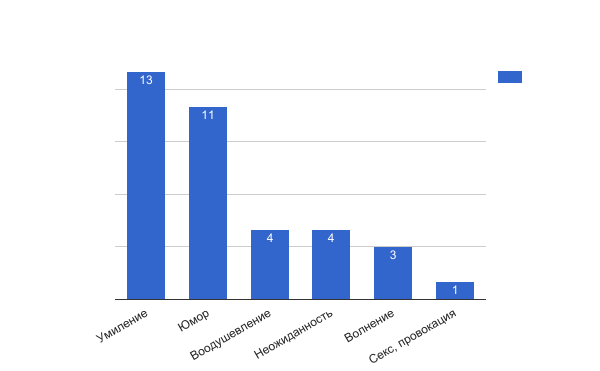 13
11
4
4
3
1
Умиление
Юмор
Воодушевление
Неожиданность
Волнение
Секс, провокация